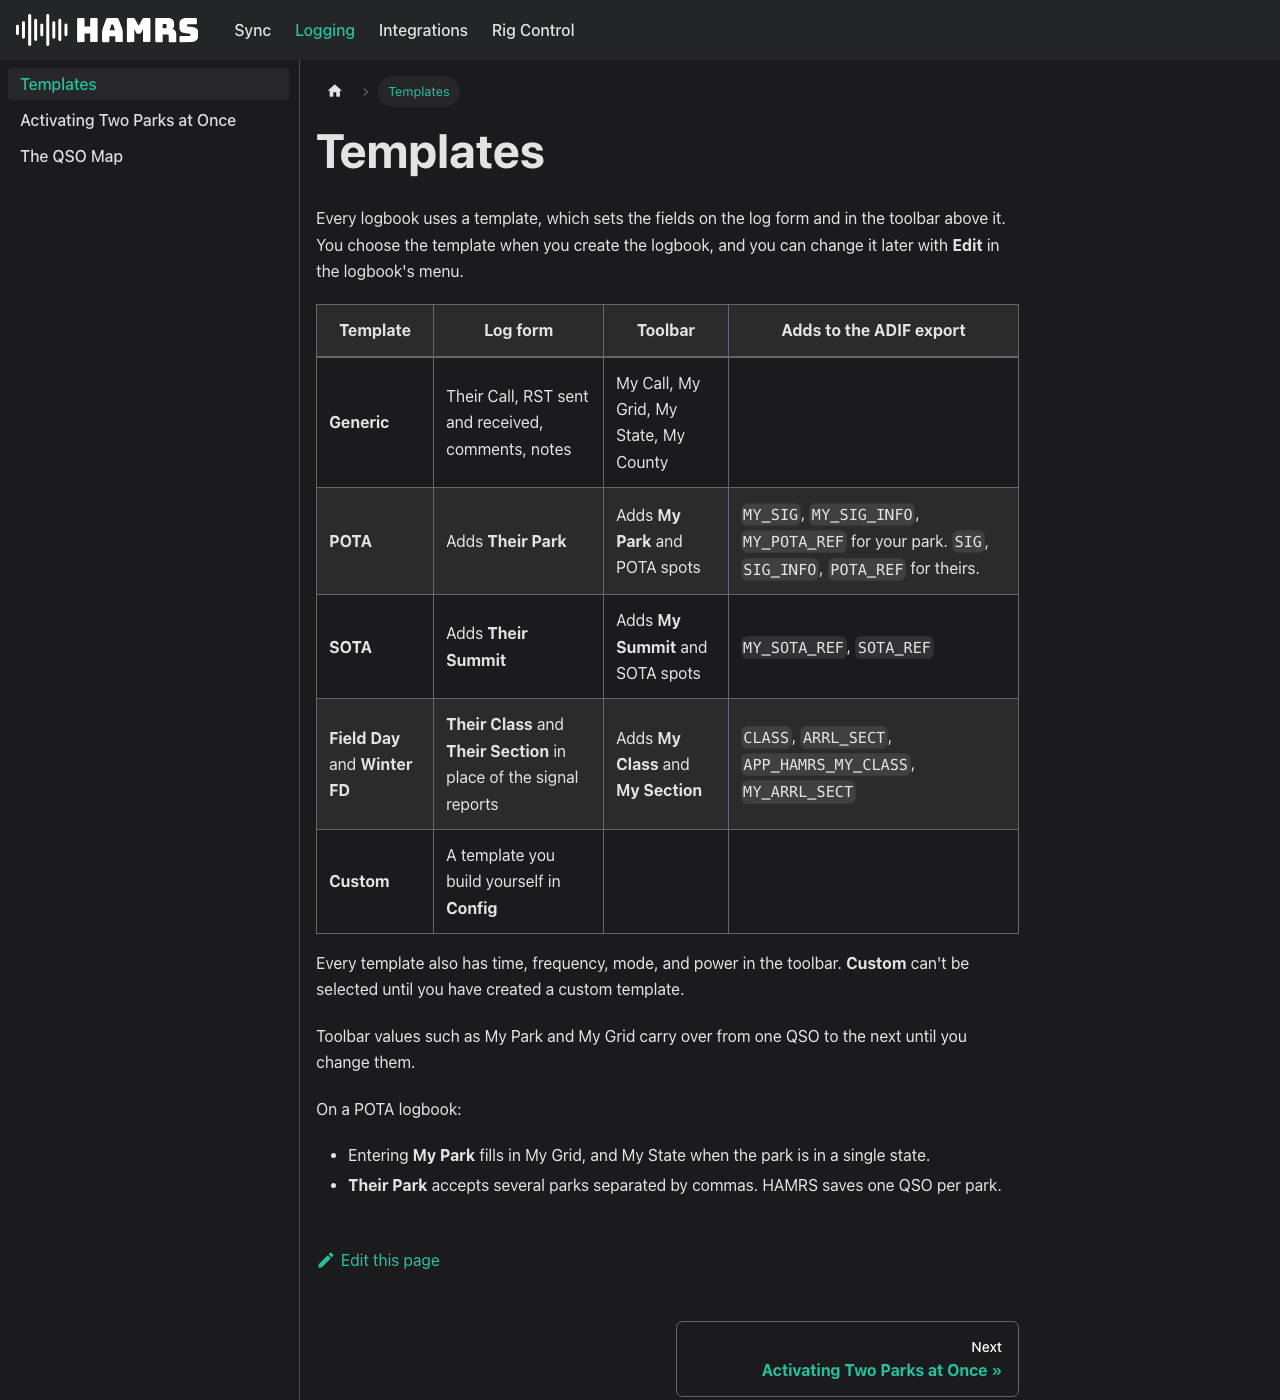 HAMRS
Sync Logging Integrations Rig Control
Templates
Activating Two Parks at Once
The QSO Map
Templates
Templates
Every logbook uses a template, which sets the fields on the log form and in the toolbar above it.
You choose the template when you create the logbook, and you can change it later with Edit in
the logbook's menu.
Template Log form Toolbar Adds to the ADIF export
Generic
Their Call, RST sent
and received,
comments, notes
My Call, My
Grid, My
State, My
County
POTA
Adds Their Park
Adds My
Park and
POTA spots
MY_SIG, MY_SIG_INFO,
MY_POTA_REF for your park. SIG,
SIG_INFO, POTA_REF for theirs.
SOTA
Adds Their
Summit
Adds My
Summit and
SOTA spots
MY_SOTA_REF, SOTA_REF
Field Day
and Winter
FD
Their Class and
Their Section in
place of the signal
reports
Adds My
Class and
My Section
CLASS, ARRL_SECT,
APP_HAMRS_MY_CLASS,
MY_ARRL_SECT
Custom
A template you
build yourself in
Config
Every template also has time, frequency, mode, and power in the toolbar. Custom can't be
selected until you have created a custom template.
Toolbar values such as My Park and My Grid carry over from one QSO to the next until you
change them.
On a POTA logbook:
• Entering My Park fills in My Grid, and My State when the park is in a single state.
• Their Park accepts several parks separated by commas. HAMRS saves one QSO per park.
Edit this page
Next
Activating Two Parks at Once »